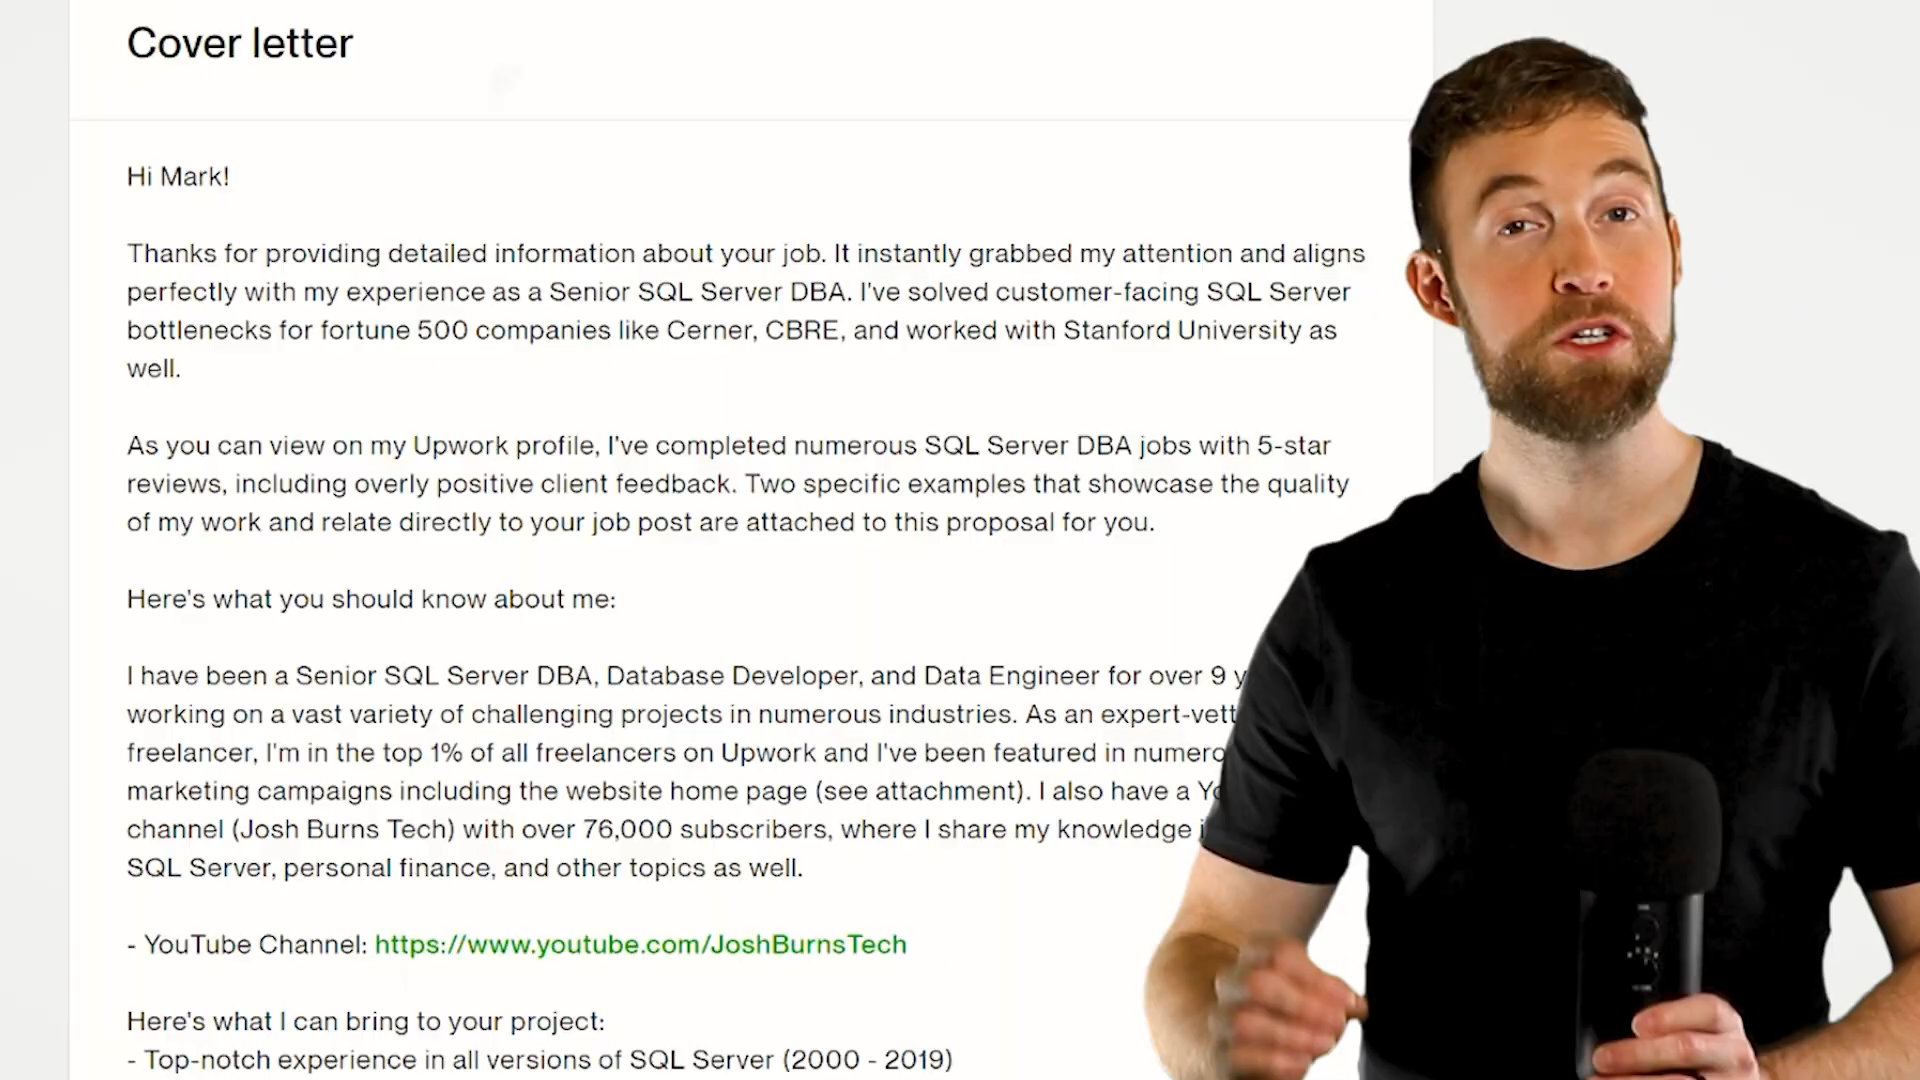 Cover letter
Hi Mark!
Thanks for providing detailed information about your job. It instantly grabbed my attention and aligns
perfectly with my experience as a Senior SQL Server DBA. I've solved customer-facing SQL Server
bottlenecks for fortune 500 companies like Cerner, CBRE, and worked with Stanford University as
well.
As you can view on my Upwork profile, I've completed numerous SQL Server DBA jobs with 5-star
reviews, including overly positive client feedback. Two specific examples that showcase the quality
of my work and relate directly to your job post are attached to this proposal for you.
Here's what you should know about me:
I have been a Senior SQL Server DBA, Database Developer, and Data Engineer for over 9
working on a vast variety of challenging projects in numerous industries. As an
freelancer, I'm in the top 1% of all freelancers on Upwork and I've been featured in
marketing campaigns including the website home page (see attachment). I also have a
channel (Josh Burns Tech) with over 76,000 subscribers, where I share my knowledge
SQL Server, personal finance, and other topics as well.
- YouTube Channel: https://www.youtube.com/JoshBurnsTech
Here's what I can bring to your project:
- Top-notch experience in all versions of SQL Server (2000 - 2019)